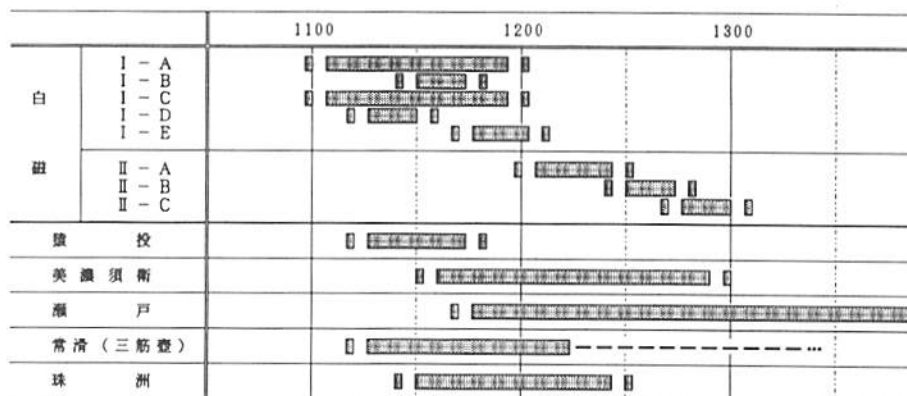 1100 1200 1300
白磁
Ⅰ－A
Ⅰ－B
Ⅰ－C
Ⅰ－D
Ⅰ－E
Ⅱ－A
Ⅱ－B
Ⅱ－C
猿投
美濃須衛
瀬戸
常滑（三筋壺）
珠洲